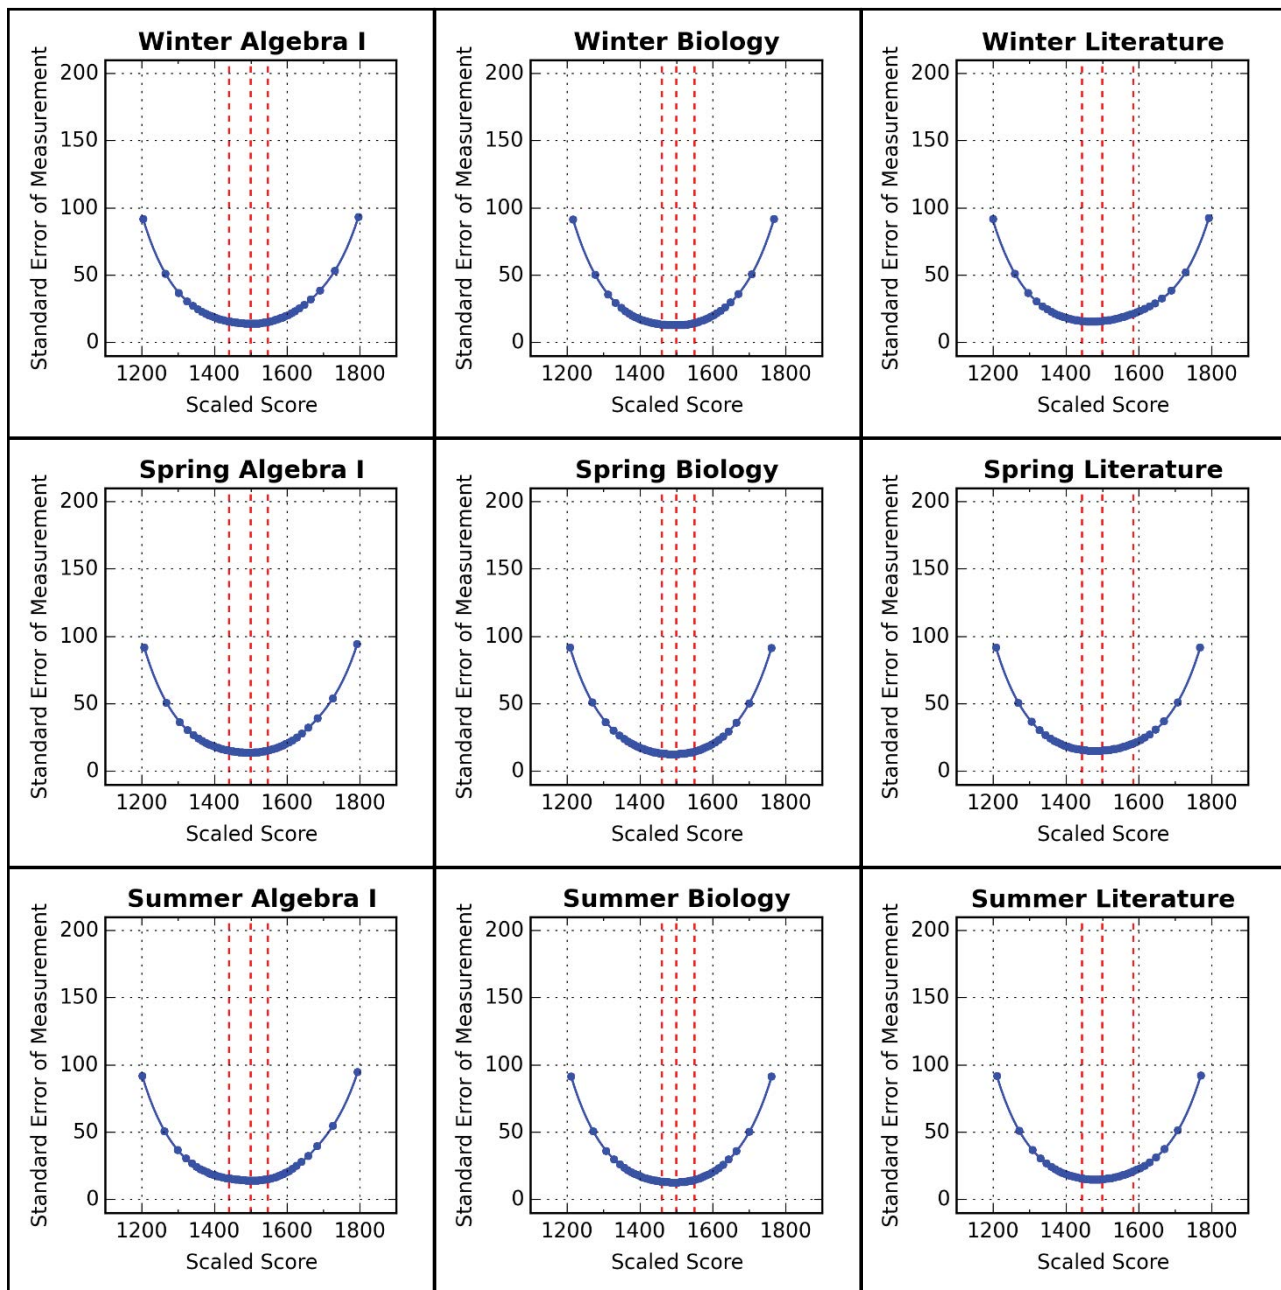 Winter Algebra I
Standard Error of Measurement
200
150
100
50
0
1200 1400 1600 1800
Scaled Score
Winter Biology
Standard Error of Measurement
200
150
100
50
0
1200 1400 1600 1800
Scaled Score
Winter Literature
Standard Error of Measurement
200
150
100
50
0
1200 1400 1600 1800
Scaled Score
Spring Algebra I
Standard Error of Measurement
200
150
100
50
0
1200 1400 1600 1800
Scaled Score
Spring Biology
Standard Error of Measurement
200
150
100
50
0
1200 1400 1600 1800
Scaled Score
Spring Literature
Standard Error of Measurement
200
150
100
50
0
1200 1400 1600 1800
Scaled Score
Summer Algebra I
Standard Error of Measurement
200
150
100
50
0
1200 1400 1600 1800
Scaled Score
Summer Biology
Standard Error of Measurement
200
150
100
50
0
1200 1400 1600 1800
Scaled Score
Summer Literature
Standard Error of Measurement
200
150
100
50
0
1200 1400 1600 1800
Scaled Score